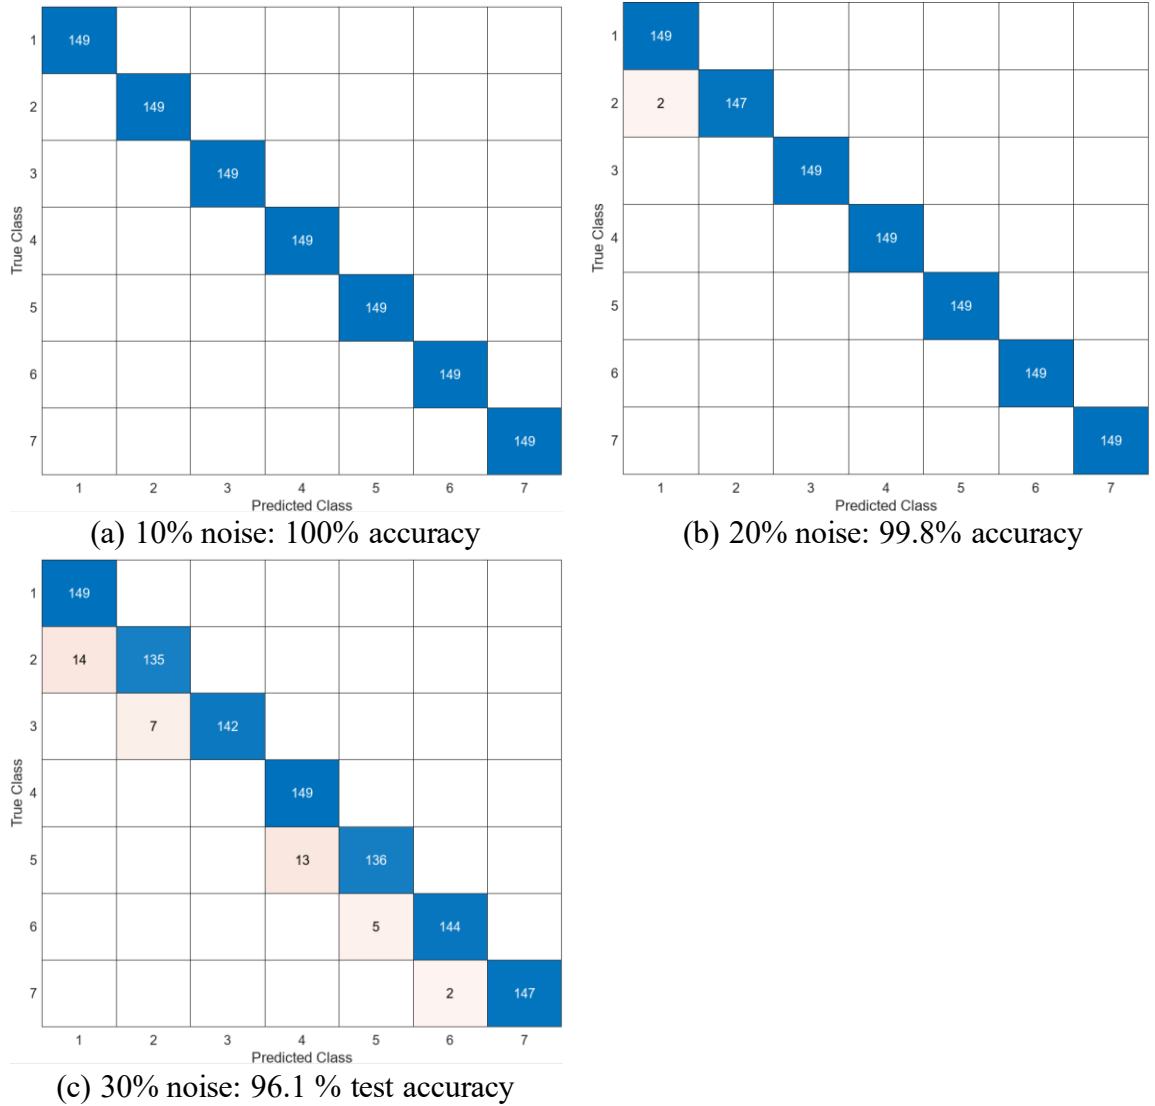 1 149
2 149
3 149
4 149
5 149
6 149
7 149
1 2 3 4 5 6 7
True Class
Predicted Class
(a) 10% noise: 100% accuracy
1 149
2 2 147
3 149
4 149
5 149
6 149
7 149
1 2 3 4 5 6 7
True Class
Predicted Class
(b) 20% noise: 99.8% accuracy
1 149
2 14 135
3 7 142
4 149
5 13 136
6 5 144
7 2 147
1 2 3 4 5 6 7
True Class
Predicted Class
(c) 30% noise: 96.1 % test accuracy